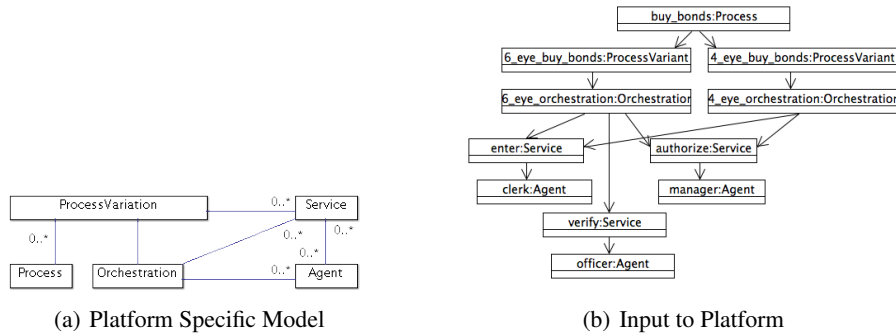 ProcessVariation
0..*
Service
0..*
0..*
0..*
0..*
Process
Orchestration
0..*
Agent
(a) Platform Specific Model
buy_bonds:Process
6_eye_buy_bonds:ProcessVariant
4_eye_buy_bonds:ProcessVariant
6_eye_orchestration:Orchestration
4_eye_orchestration:Orchestration
enter:Service
authorize:Service
clerk:Agent
manager:Agent
verify:Service
officer:Agent
(b) Input to Platform